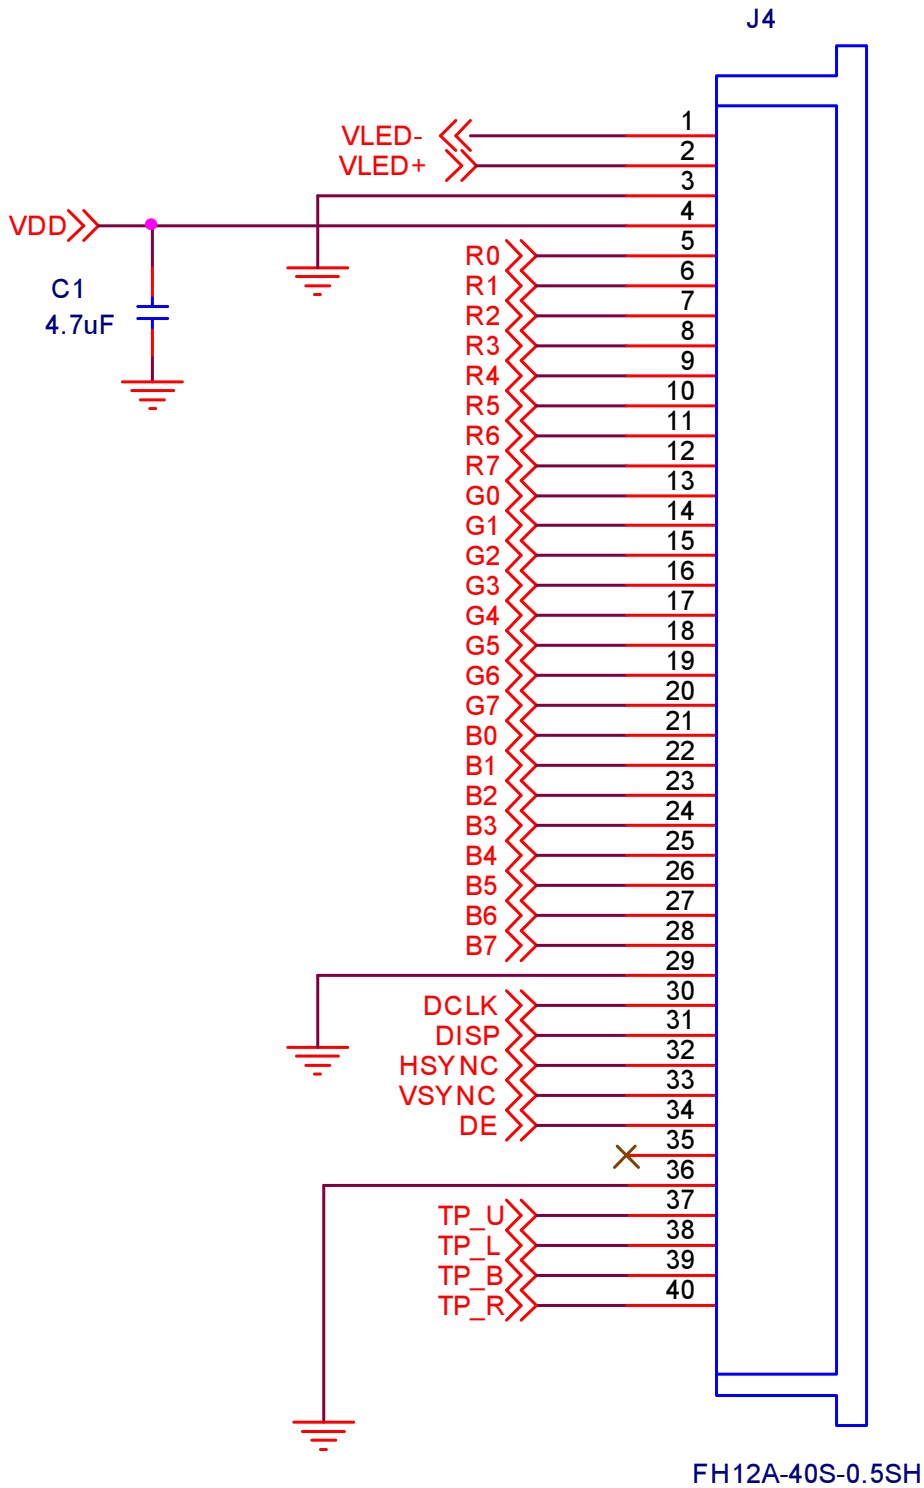 J4
1
VLED-
2
VLED+
3
4
VDD
5
R0
6
R1
C1
7
R2
4.7uF
8
R3
9
R4
10
R5
11
R6
12
R7
13
G0
14
G1
15
G2
16
G3
17
G4
18
G5
19
G6
20
G7
21
B0
22
B1
23
B2
24
B3
25
B4
26
B5
27
B6
28
B7
29
30
DCLK
31
DISP
32
HSYNC
33
VSYNC
34
DE
35
36
37
TP_U
38
TP_L
39
TP_B
40
TP_R
FH12A-40S-0.5SH